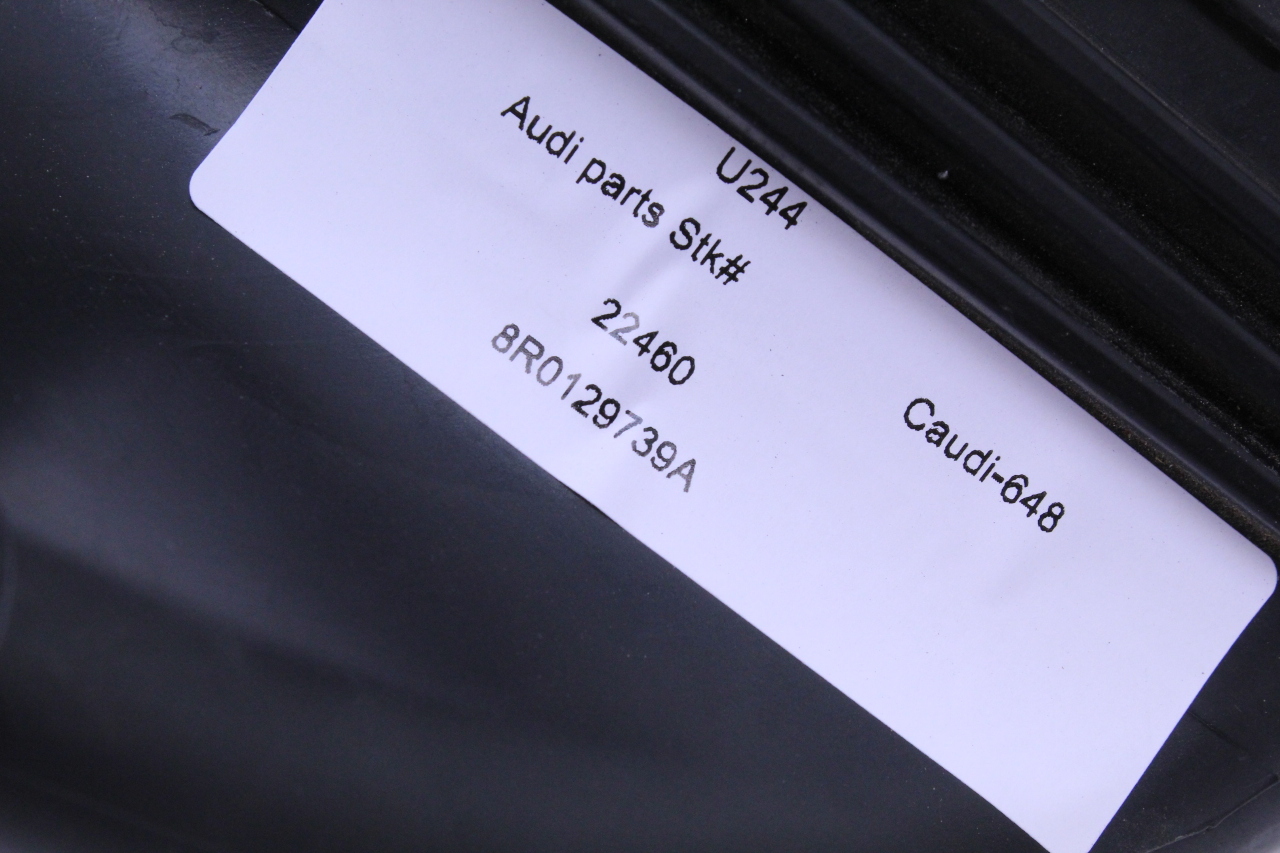 U244
Audi parts Stk#
22460
8R0129739A
Caudi-648